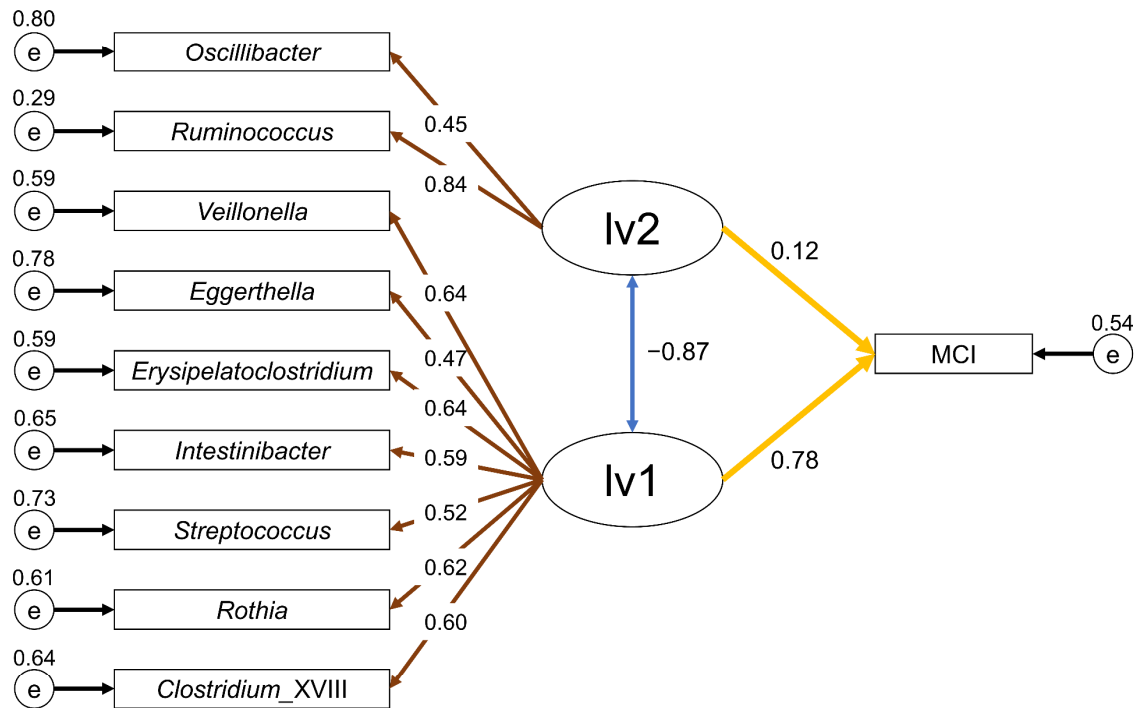 0.80
e
Oscillibacter
0.29
e
Ruminococcus
0.45
0.84
0.59
e
Veillonella
lv2
0.12
0.78
e
Eggerthella
0.64
0.47
−0.87
0.54
MCI
e
0.59
e
Erysipelatoclostridium
0.64
0.65
e
Intestinibacter
0.59
lv1
0.78
0.73
e
Streptococcus
0.52
0.61
e
Rothia
0.62
0.60
0.64
e
Clostridium_XVIII